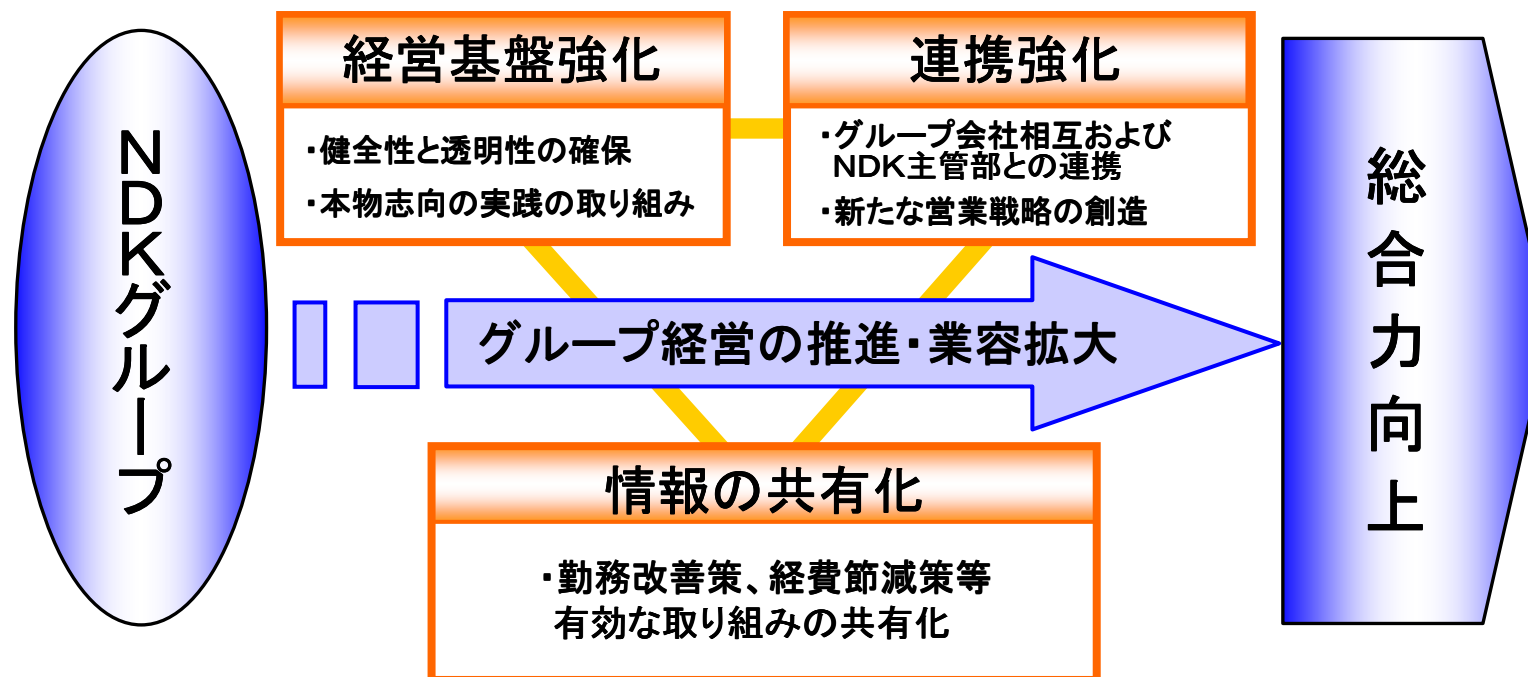 NDKグループ
経営基盤強化
・健全性と透明性の確保
・本物志向の実践の取り組み
連携強化
・グループ会社相互および
NDK主管部との連携
・新たな営業戦略の創造
グループ経営の推進・業容拡大
情報の共有化
・勤務改善策、経費節減策等
有効な取り組みの共有化
総合力向上